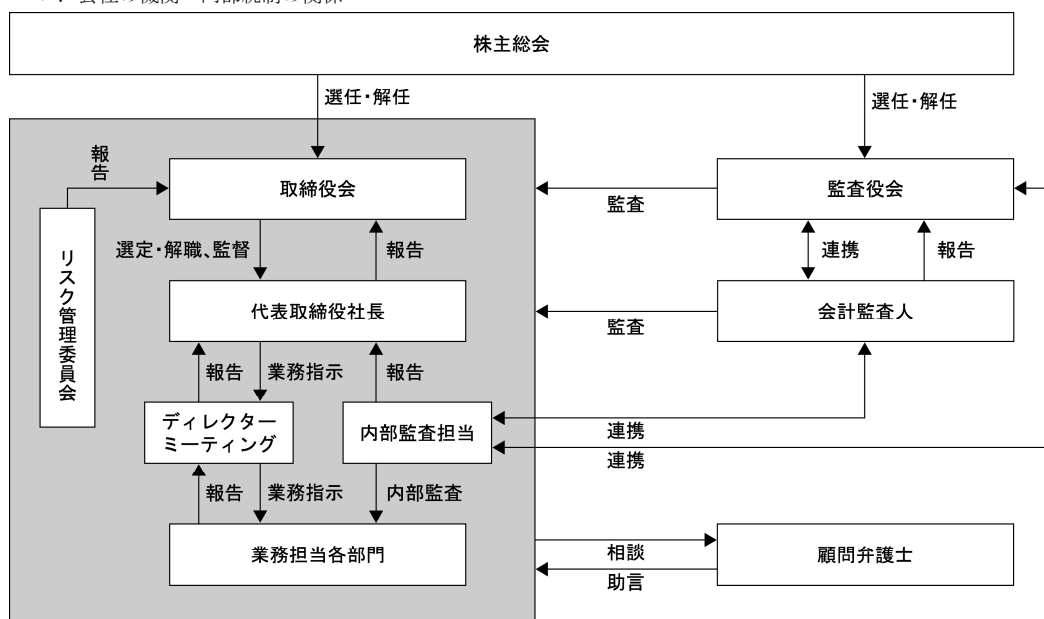 株主総会
選任・解任
選任・解任
報告
取締役会
監査
監査役会
選定・解職、監督
報告
連携
報告
リスク管理委員会
代表取締役社長
監査
会計監査人
報告
業務指示
報告
ディレクター
ミーティング
内部監査担当
連携
連携
報告
業務指示
内部監査
業務担当各部門
相談
助言
顧問弁護士